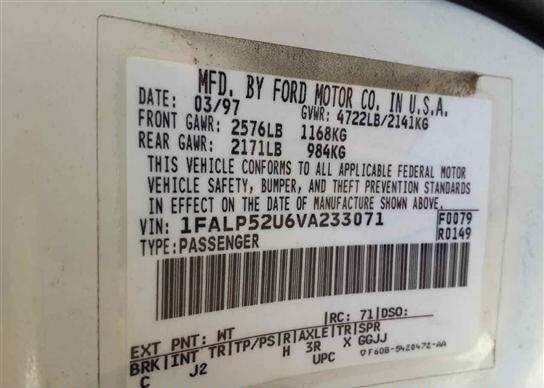 MFD. BY FORD MOTOR CO. IN U.S.A.
DATE: 03/97 GVWR: 4722LB/2141KG
FRONT GAWR: 2576LB 1168KG
REAR GAWR: 2171LB 984KG
THIS VEHICLE CONFORMS TO ALL APPLICABLE FEDERAL MOTOR
VEHICLE SAFETY, BUMPER, AND THEFT PREVENTION STANDARDS
IN EFFECT ON THE DATE OF MANUFACTURE SHOWN ABOVE.
VIN: 1FALP52U6VA233071 F0079
TYPE: PASSENGER R0149
EXT PNT: WT |RC: 71|DSO:
BRK|INT TR|TP/PS|R|AXLE|TR|SPR
C J2 H 3R X GGJJ
UPC F60B-5420472-AA